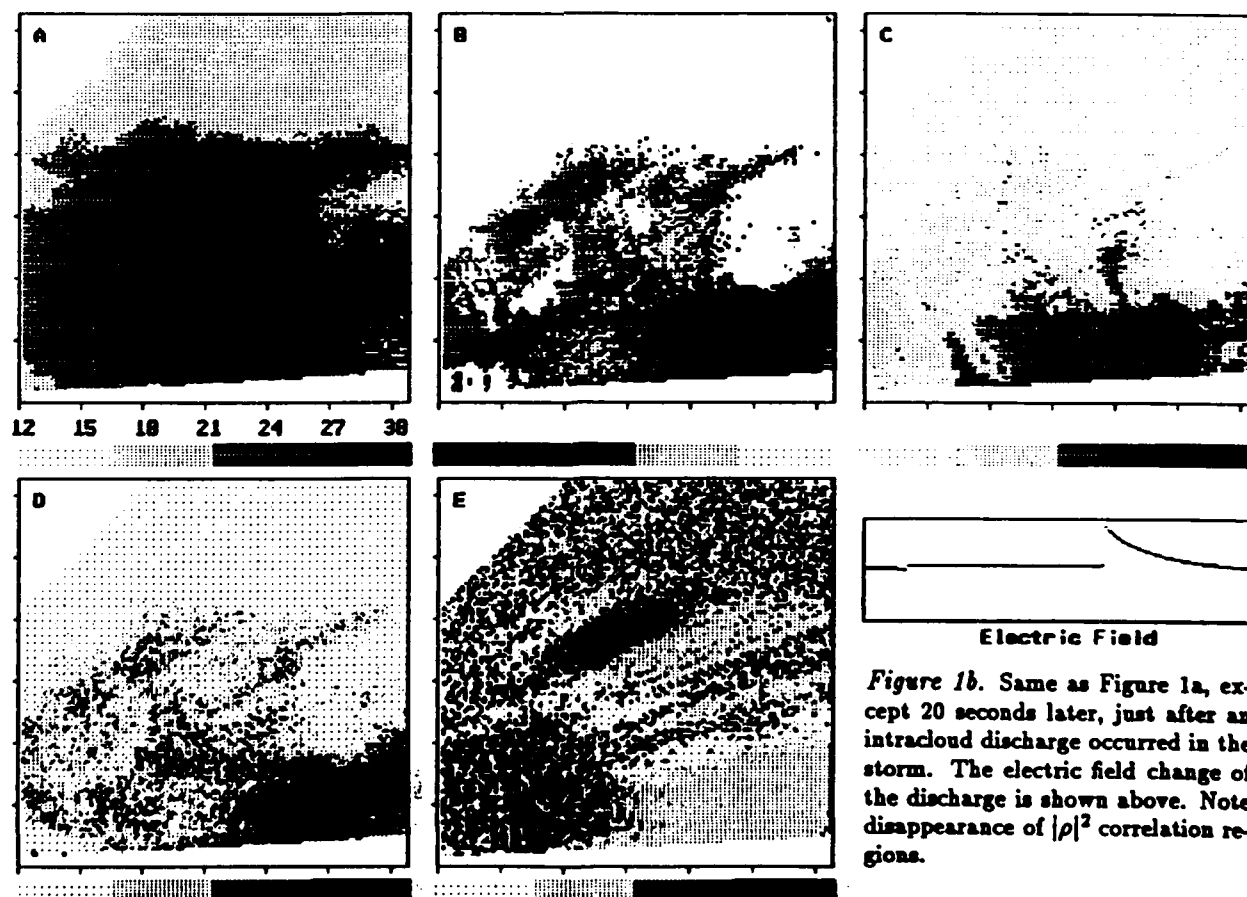 A
B
C
12 15 18 21 24 27 30
D
E
Electric Field
Figure 1b. Same as Figure 1a, ex-
cept 20 seconds later, just after an
intracloud discharge occurred in the
storm. The electric field change of
the discharge is shown above. Note
disappearance of |ρ|² correlation re-
gions.